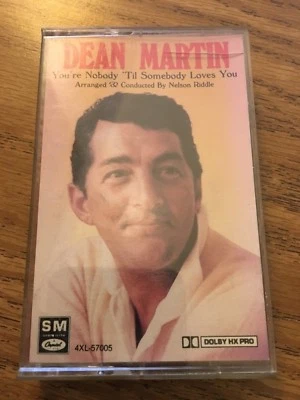 DEAN MARTIN
You're Nobody 'Til Somebody Loves You
Arranged & Conducted By Nelson Riddle
SM
Capitol
4XL-57005
DOLBY HX PRO